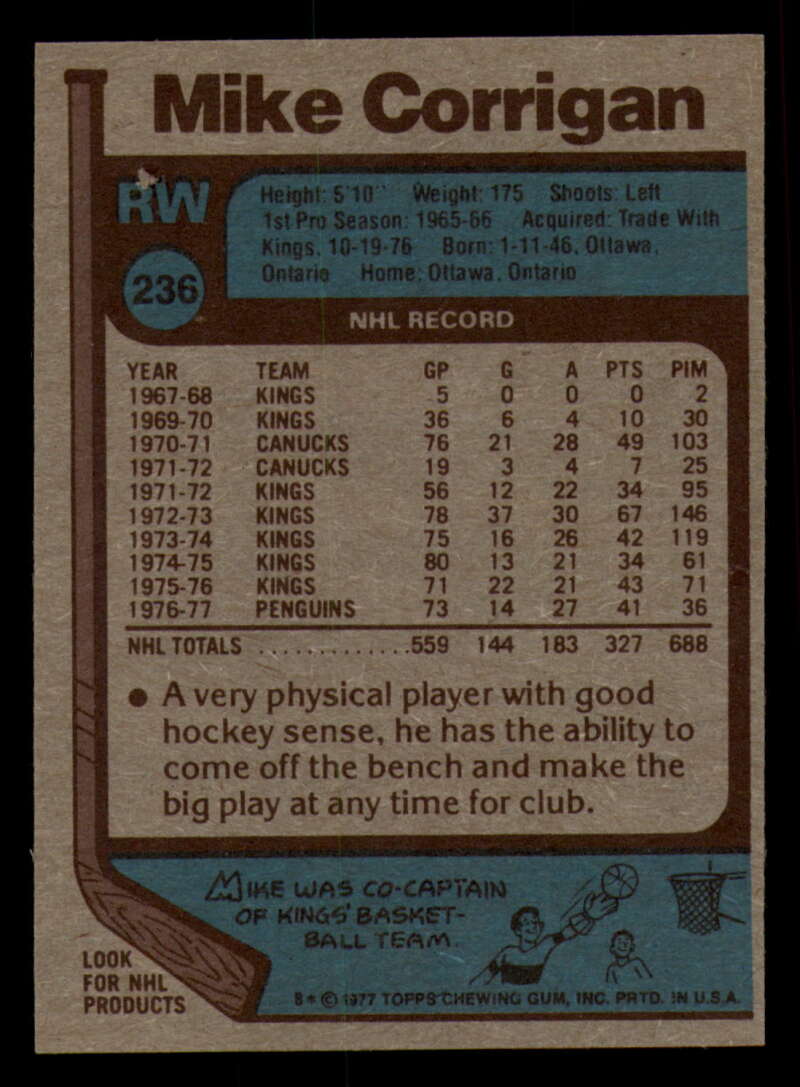 Mike Corrigan
RW
Height: 5'10" Weight: 175 Shoots: Left
1st Pro Season: 1965-66 Acquired: Trade With
Kings, 10-19-76 Born: 1-11-46, Ottawa,
Ontario Home: Ottawa, Ontario
236
NHL RECORD
YEAR TEAM GP G A PTS PIM
1967-68 KINGS 5 0 0 0 2
1969-70 KINGS 36 6 4 10 30
1970-71 CANUCKS 76 21 28 49 103
1971-72 CANUCKS 19 3 4 7 25
1971-72 KINGS 56 12 22 34 95
1972-73 KINGS 78 37 30 67 146
1973-74 KINGS 75 16 26 42 119
1974-75 KINGS 80 13 21 34 61
1975-76 KINGS 71 22 21 43 71
1976-77 PENGUINS 73 14 27 41 36
NHL TOTALS .............559 144 183 327 688
• A very physical player with good
hockey sense, he has the ability to
come off the bench and make the
big play at any time for club.
MIKE WAS CO-CAPTAIN
OF KINGS' BASKET-
BALL TEAM.
LOOK
FOR NHL
PRODUCTS
B * © 1977 TOPPS CHEWING GUM, INC. PRTD. IN U.S.A.